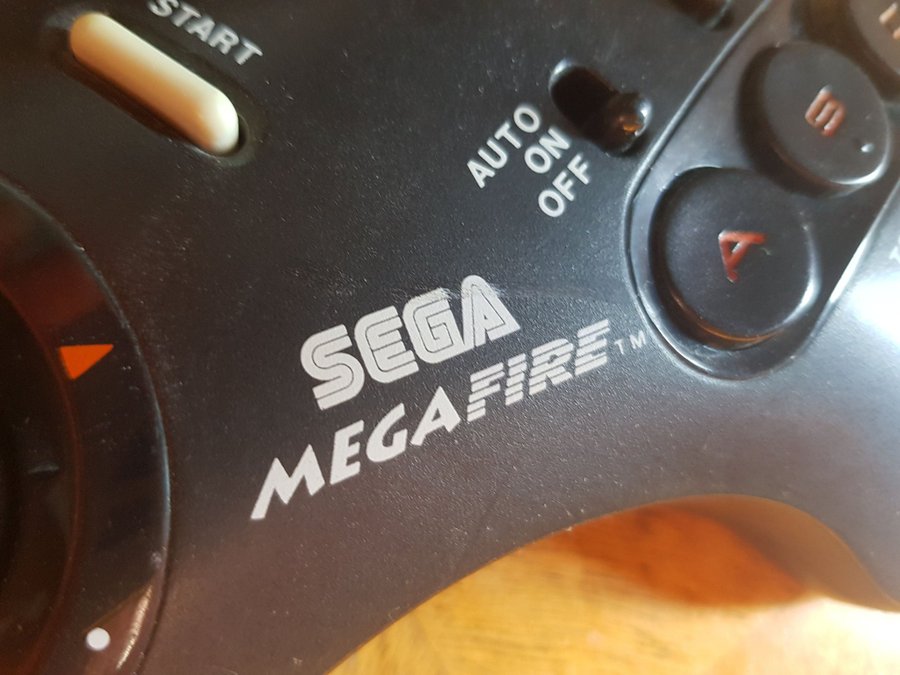 START
AUTO
ON
OFF
B
A
SEGA
MEGAFIRE™